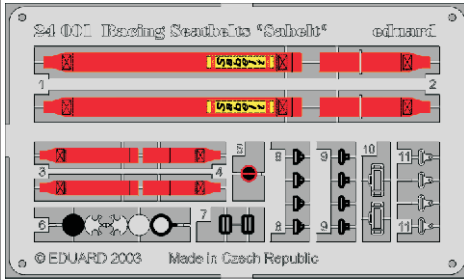 24 001 Racing Seatbelts "Sabelt" eduard
1 2
3 4
6 7 8 9 10 11
8 9 11
© EDUARD 2003 Made in Czech Republic